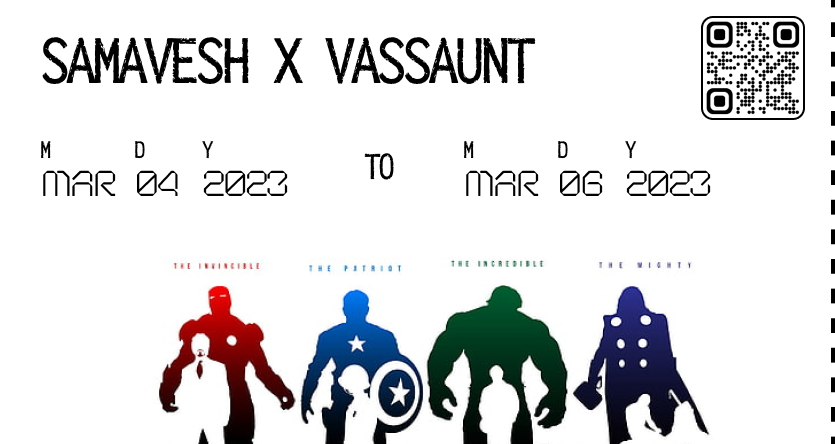 SAMAVESH X VASSAUNT
M D Y
MAR 04 2023
TO
M D Y
MAR 06 2023
THE INVINCIBLE
THE PATRIOT
THE INCREDIBLE
THE MIGHTY